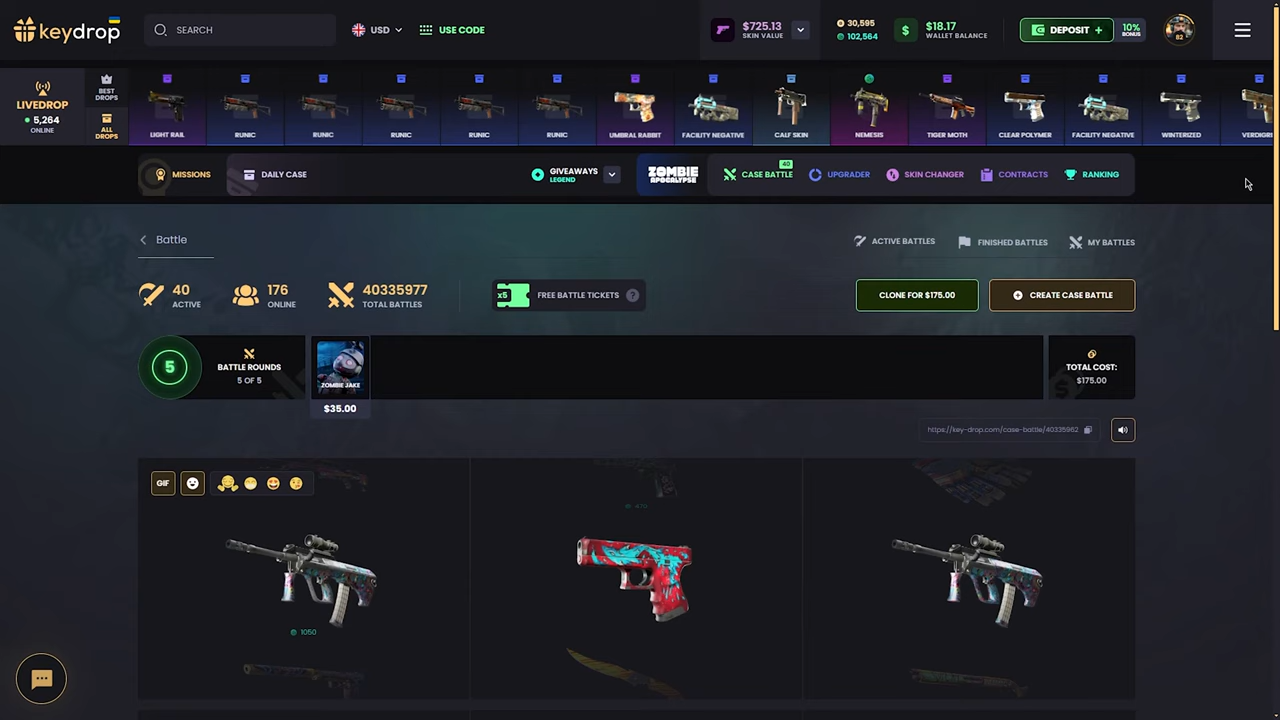 keydrop
SEARCH
USD
USE CODE
$725.13
SKIN VALUE
30,595
102,564
$
$18.17
WALLET BALANCE
DEPOSIT +
10%
BONUS
82
LIVEDROP
5,264
ONLINE
BEST
DROPS
ALL
DROPS
LIGHT RAIL
RUNIC
RUNIC
RUNIC
RUNIC
RUNIC
UMBRAL RABBIT
FACILITY NEGATIVE
CALF SKIN
NEMESIS
TIGER MOTH
CLEAR POLYMER
FACILITY NEGATIVE
WINTERIZED
VERDIGR
MISSIONS
DAILY CASE
GIVEAWAYS
LEGEND
ZOMBIE
APOCALYPSE
CASE BATTLE
40
UPGRADER
SKIN CHANGER
CONTRACTS
RANKING
Battle
ACTIVE BATTLES
FINISHED BATTLES
MY BATTLES
40
ACTIVE
176
ONLINE
40335977
TOTAL BATTLES
x5
FREE BATTLE TICKETS
?
CLONE FOR $175.00
CREATE CASE BATTLE
5
BATTLE ROUNDS
5 OF 5
ZOMBIE JAKE
$35.00
TOTAL COST:
$175.00
https://key-drop.com/case-battle/40335962
GIF
470
1050